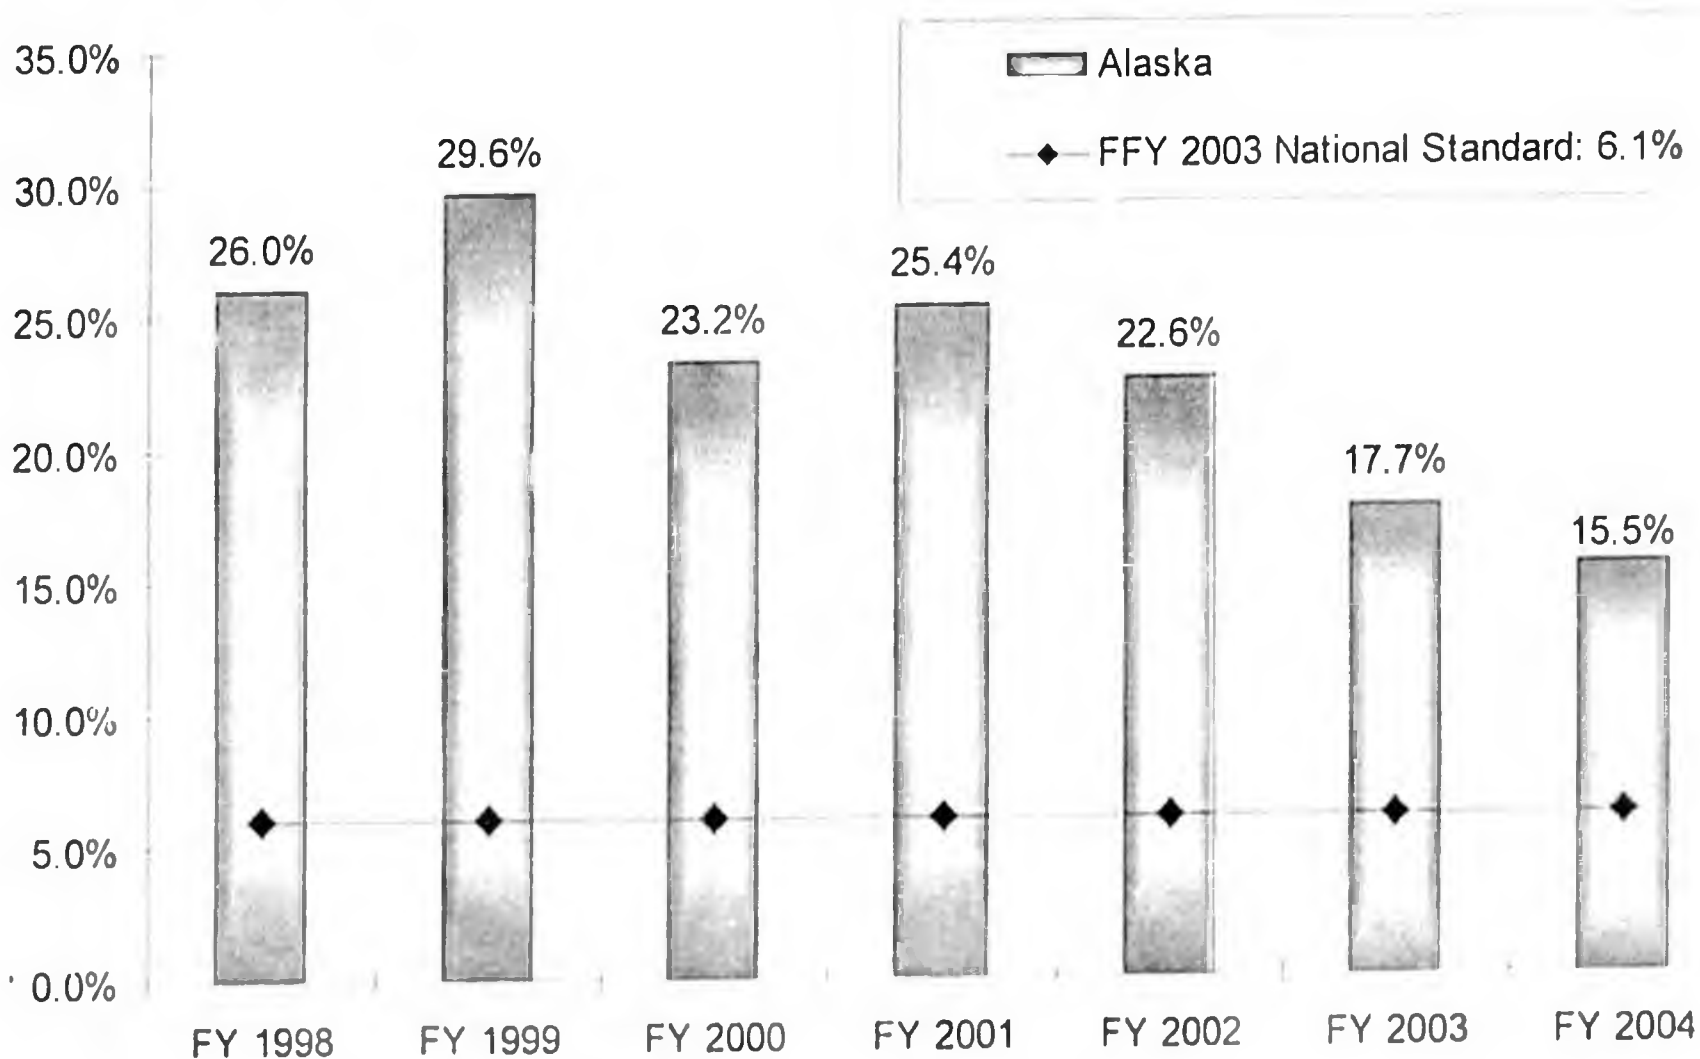 35.0%
30.0%
25.0%
20.0%
15.0%
10.0%
5.0%
0.0%
Alaska
FFY 2003 National Standard: 6.1%
26.0%
29.6%
23.2%
25.4%
22.6%
17.7%
15.5%
FY 1998
FY 1999
FY 2000
FY 2001
FY 2002
FY 2003
FY 2004